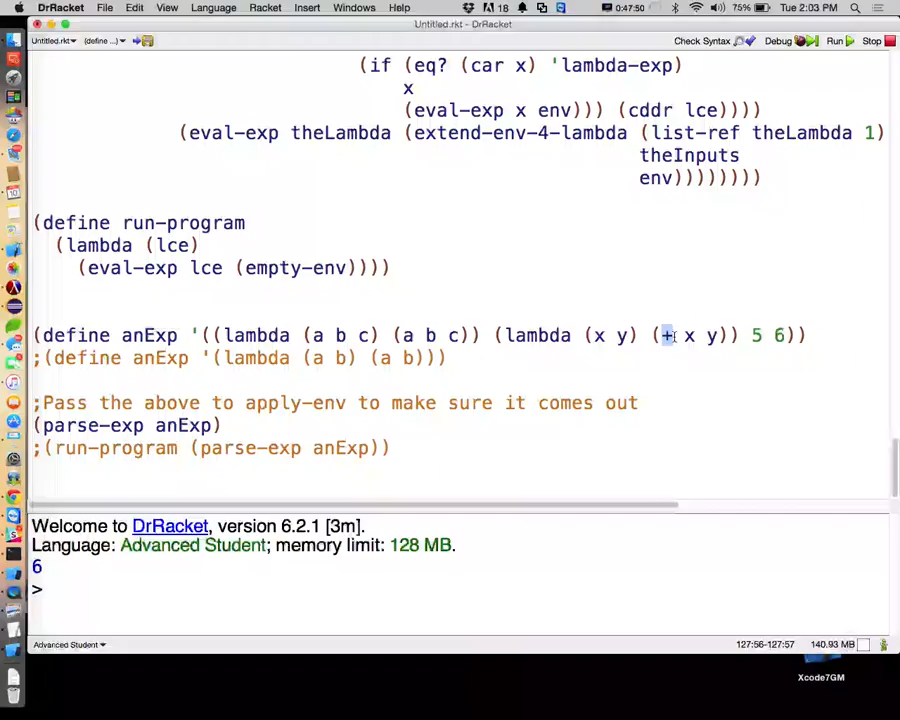 DrRacket File Edit View Language Racket Insert Windows Help 18 0:47:50 75% Tue 2:03 PM
Untitled.rkt - DrRacket
Untitled.rkt (define ...) Check Syntax Debug Run Stop
(if (eq? (car x) 'lambda-exp)
x
(eval-exp x env))) (cddr lce))))
(eval-exp theLambda (extend-env-4-lambda (list-ref theLambda 1)
theInputs
env))))))))
(define run-program
(lambda (lce)
(eval-exp lce (empty-env))))
(define anExp '((lambda (a b c) (a b c)) (lambda (x y) (+ x y)) 5 6))
;(define anExp '(lambda (a b) (a b)))
;Pass the above to apply-env to make sure it comes out
(parse-exp anExp)
;(run-program (parse-exp anExp))
Welcome to DrRacket, version 6.2.1 [3m].
Language: Advanced Student; memory limit: 128 MB.
6
>
Advanced Student 127:56-127:57 140.93 MB
Xcode7GM